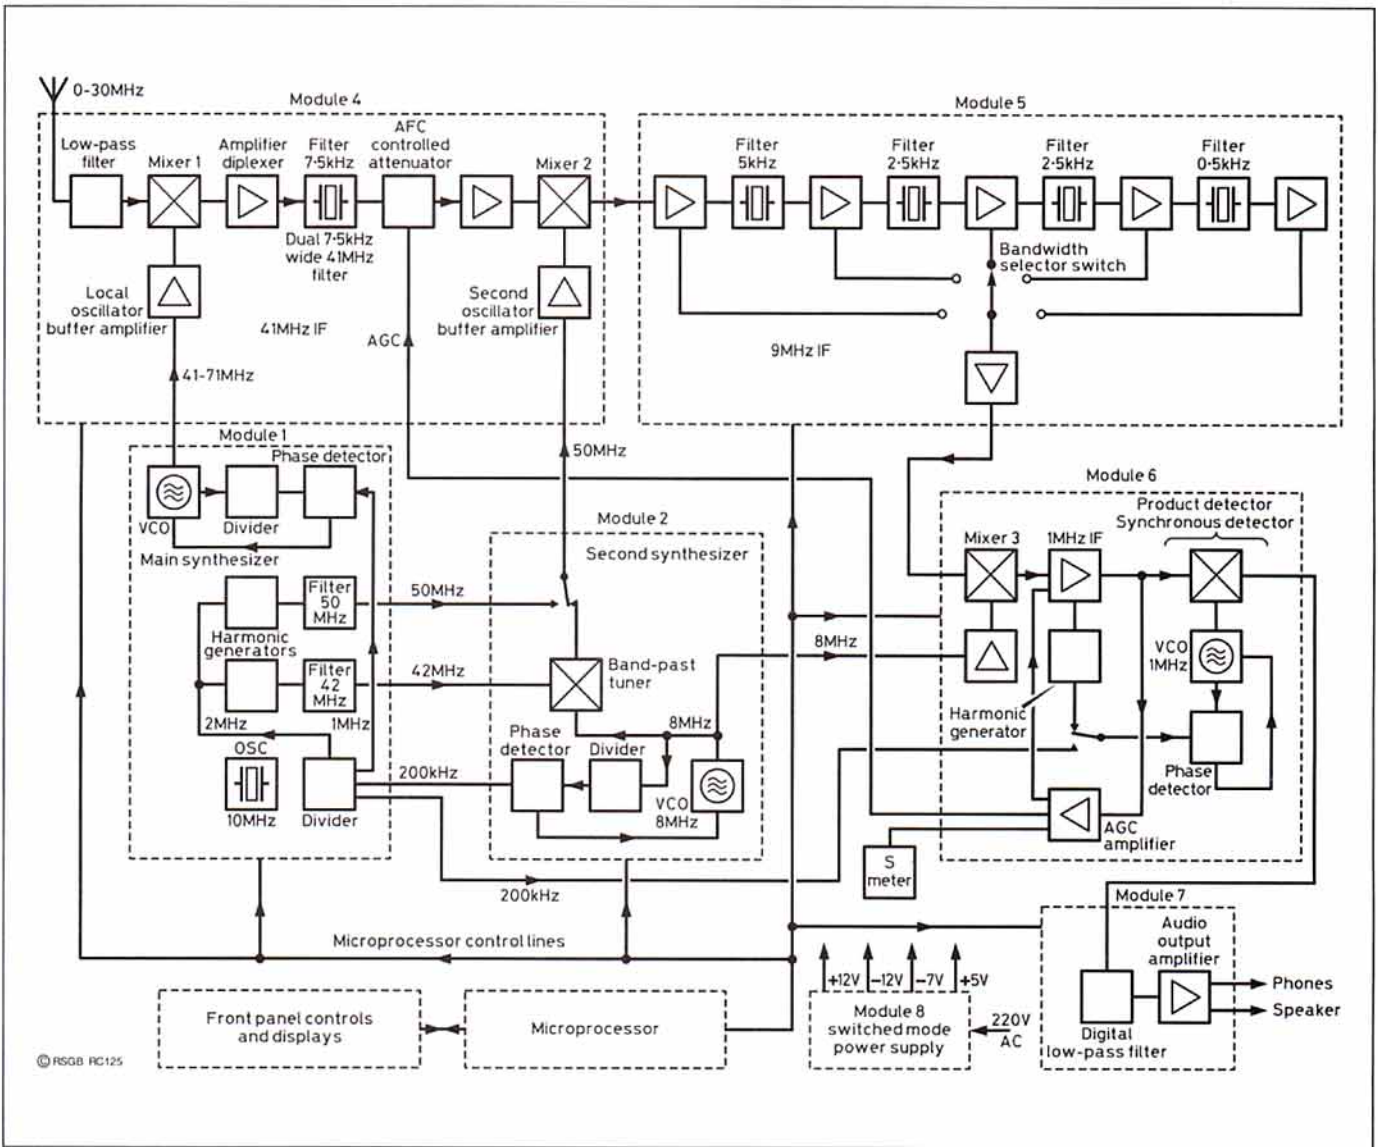 0-30MHz
Module 4
Low-pass
filter
Mixer 1
Amplifier
diplexer
Filter
7·5kHz
AFC
controlled
attenuator
Mixer 2
Dual 7·5kHz
wide 41MHz
filter
Local
oscillator
buffer amplifier
41MHz IF
AGC
Second
oscillator
buffer amplifier
41-71MHz
50MHz
Module 5
Filter
5kHz
Filter
2·5kHz
Filter
2·5kHz
Filter
0·5kHz
Bandwidth
selector switch
9MHz IF
Module 1
Phase detector
VCO
Divider
Main synthesizer
Filter
50
MHz
50MHz
Harmonic
generators
Filter
42
MHz
42MHz
2MHz
1MHz
OSC
10MHz
Divider
200kHz
200kHz
Module 2
Second synthesizer
Band-past
tuner
8MHz
Phase
detector
Divider
VCO
8MHz
8MHz
Module 6
Product detector
Synchronous detector
Mixer 3
1MHz IF
VCO
1MHz
Harmonic
generator
Phase
detector
AGC
amplifier
S
meter
Module 7
Audio
output
amplifier
Phones
Speaker
Digital
low-pass filter
Microprocessor control lines
Front panel controls
and displays
Microprocessor
+12V
-12V
-7V
+5V
Module 8
switched mode
power supply
220V
AC
© RSGB RC125